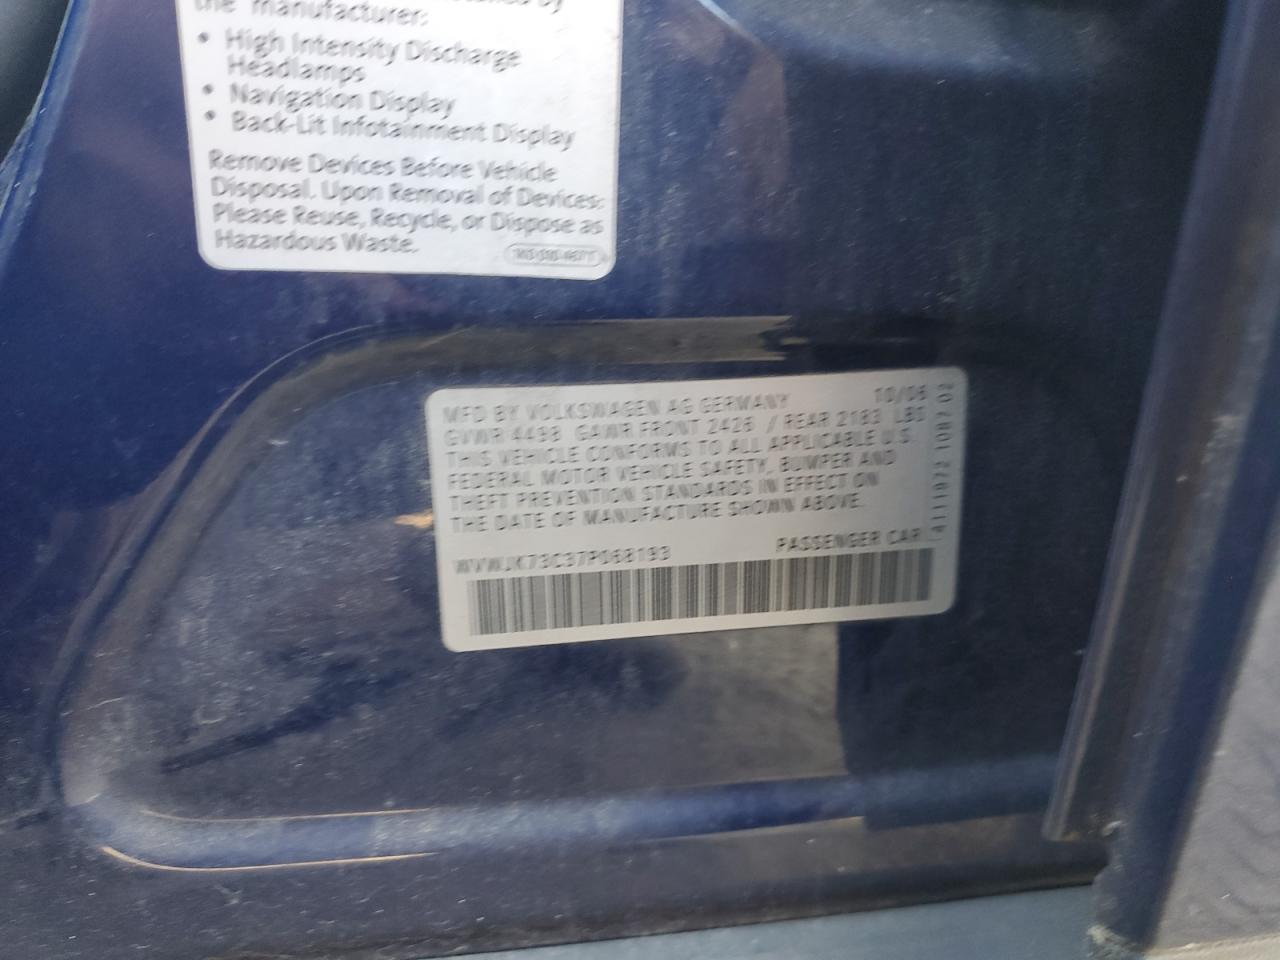 the manufacturer:
• High Intensity Discharge
Headlamps
• Navigation Display
• Back-Lit Infotainment Display
Remove Devices Before Vehicle
Disposal. Upon Removal of Devices:
Please Reuse, Recycle, or Dispose as
Hazardous Waste.
MFD BY VOLKSWAGEN AG GERMANY 10/06
GVWR 4498 GAWR FRONT 2426 / REAR 2183 LBS
THIS VEHICLE CONFORMS TO ALL APPLICABLE U.S.
FEDERAL MOTOR VEHICLE SAFETY, BUMPER AND
THEFT PREVENTION STANDARDS IN EFFECT ON
THE DATE OF MANUFACTURE SHOWN ABOVE.
WVWJK73C37P068193 PASSENGER CAR